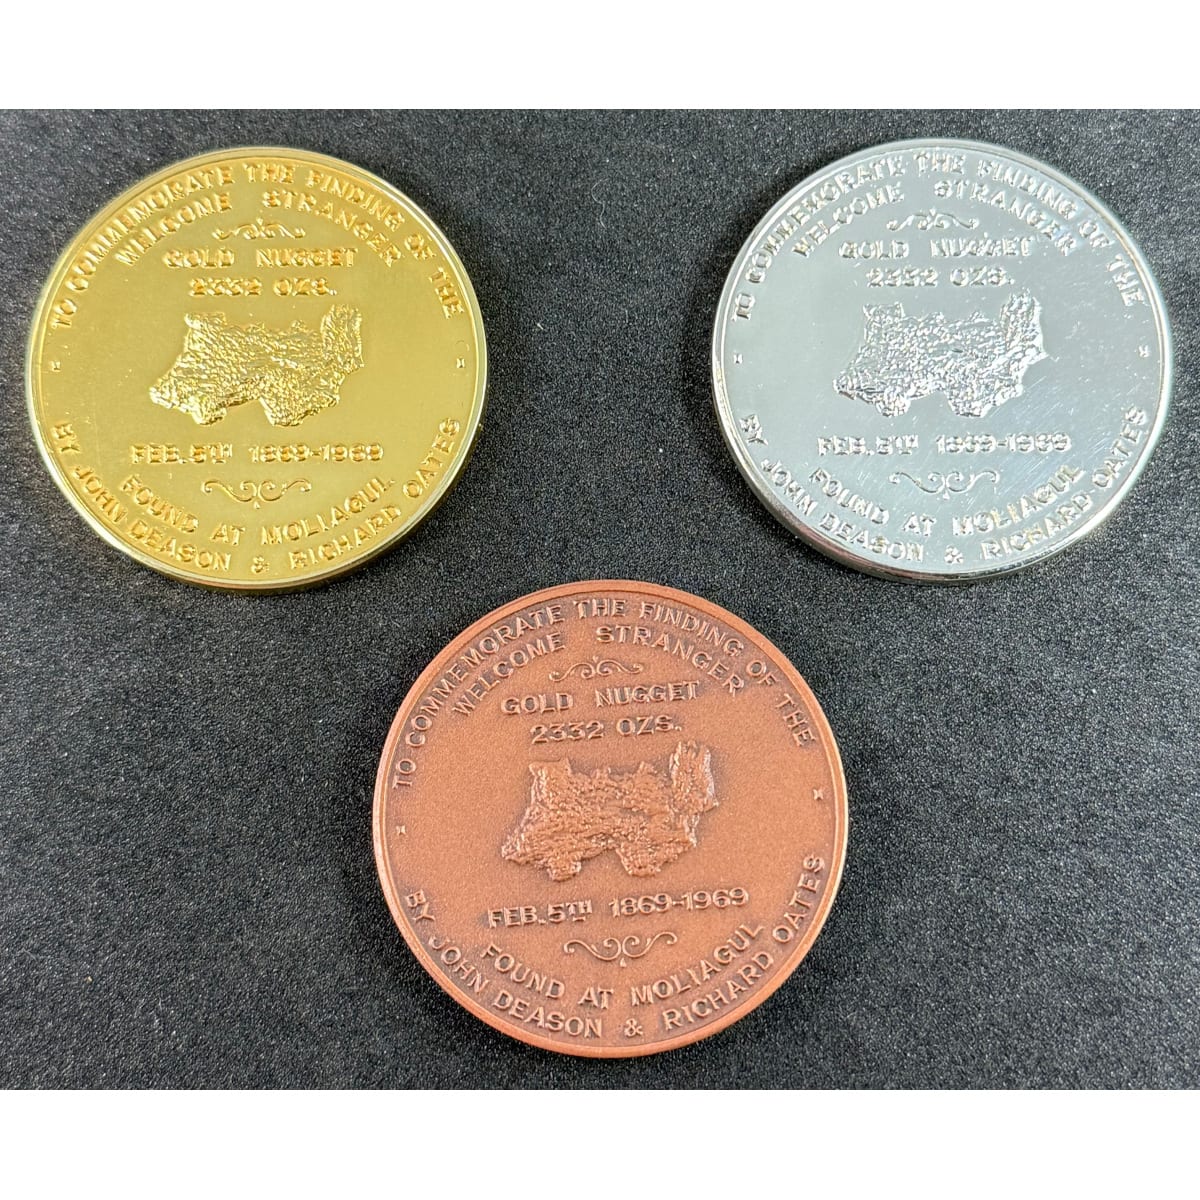 TO COMMEMORATE THE FINDING OF THE
WELCOME STRANGER
GOLD NUGGET
2332 OZS.
FEB. 5TH 1869-1969
FOUND AT MOLIAGUL
BY JOHN DEASON & RICHARD OATES
TO COMMEMORATE THE FINDING OF THE
WELCOME STRANGER
GOLD NUGGET
2332 OZS.
FEB. 5TH 1869-1969
FOUND AT MOLIAGUL
BY JOHN DEASON & RICHARD OATES
TO COMMEMORATE THE FINDING OF THE
WELCOME STRANGER
GOLD NUGGET
2332 OZS.
FEB. 5TH 1869-1969
FOUND AT MOLIAGUL
BY JOHN DEASON & RICHARD OATES